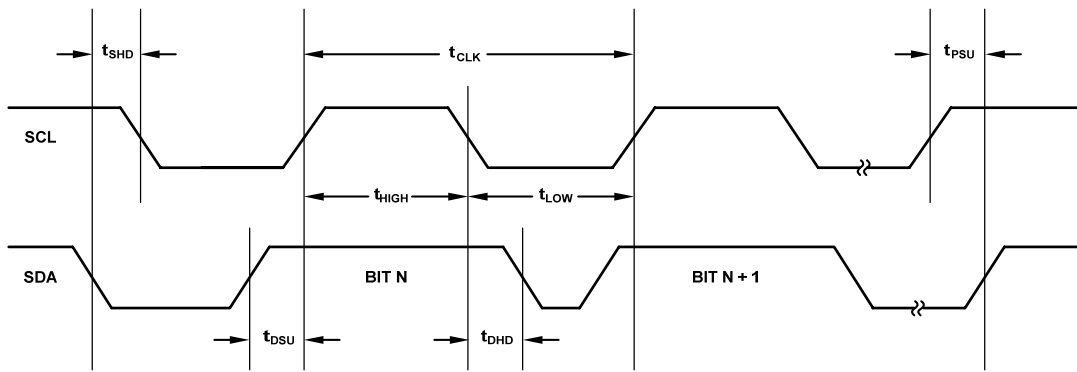 tSHD
tCLK
tPSU
SCL
tHIGH
tLOW
SDA
BIT N
BIT N + 1
tDSU
tDHD